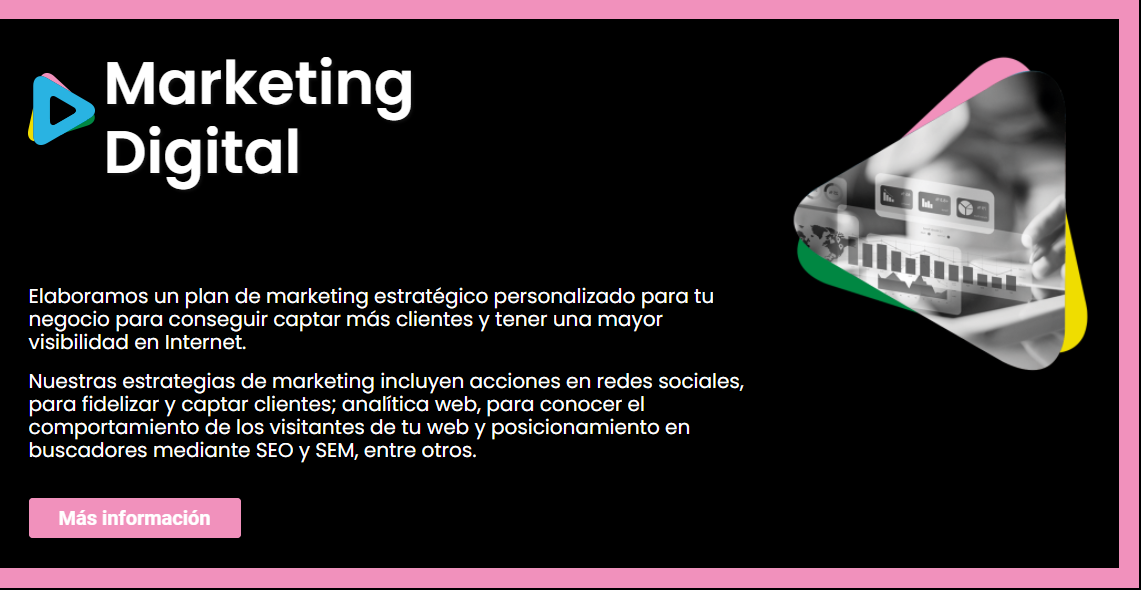 Marketing
Digital
Elaboramos un plan de marketing estratégico personalizado para tu
negocio para conseguir captar más clientes y tener una mayor
visibilidad en Internet.
Nuestras estrategias de marketing incluyen acciones en redes sociales,
para fidelizar y captar clientes; analítica web, para conocer el
comportamiento de los visitantes de tu web y posicionamiento en
buscadores mediante SEO y SEM, entre otros.
Más información